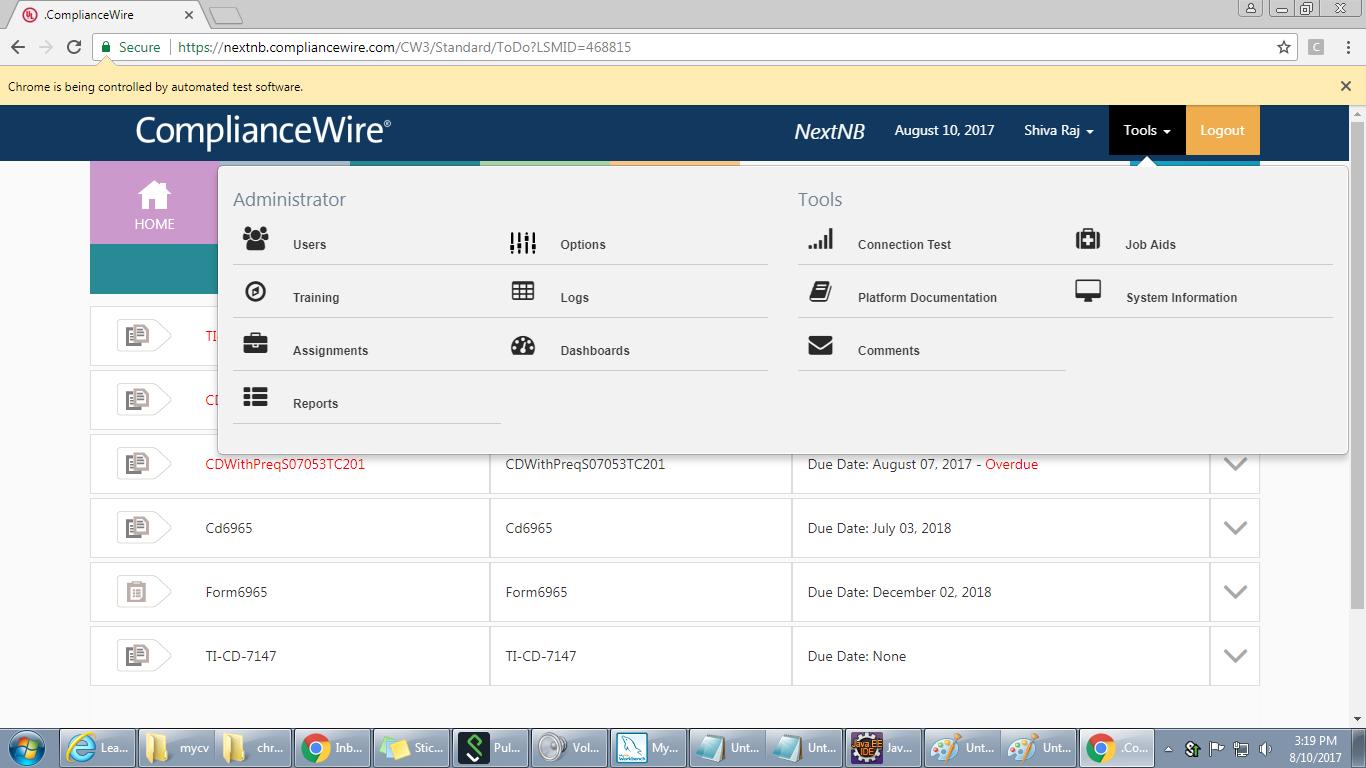 .ComplianceWire
Secure https://nextnb.compliancewire.com/CW3/Standard/ToDo?LSMID=468815
Chrome is being controlled by automated test software.
ComplianceWire® NextNB August 10, 2017 Shiva Raj Tools Logout
HOME
Administrator Tools
Users Options Connection Test Job Aids
Training Logs Platform Documentation System Information
Assignments Dashboards Comments
Reports
TI-
CD
CDWithPreqS07053TC201 CDWithPreqS07053TC201 Due Date: August 07, 2017 - Overdue
Cd6965 Cd6965 Due Date: July 03, 2018
Form6965 Form6965 Due Date: December 02, 2018
TI-CD-7147 TI-CD-7147 Due Date: None
Lea... mycv chr... Inb... Stic... Pul... Vol... My... Unt... Unt... Jav... Unt... Unt... .Co... 3:19 PM
8/10/2017